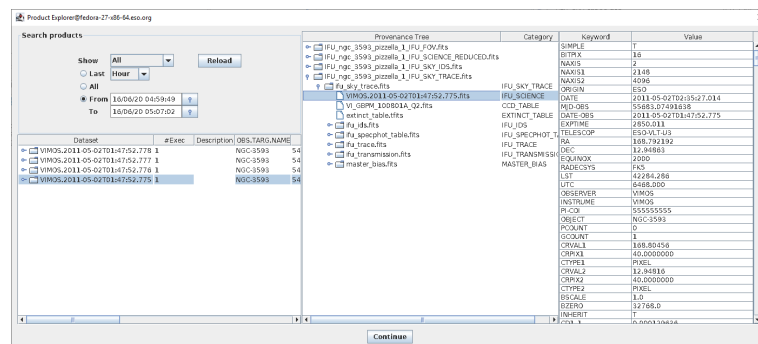 Product Explorer@fedora-27-x86-64.eso.org
Search products
Show All Reload
Last Hour
All
From 16/06/20 04:59:49
To 16/06/20 05:07:02
Dataset #Exec Description OBS.TARG.NAME
VIMOS.2011-05-02T01:47:52.778 1 NGC-3593 54
VIMOS.2011-05-02T01:47:52.777 1 NGC-3593 54
VIMOS.2011-05-02T01:47:52.776 1 NGC-3593 54
VIMOS.2011-05-02T01:47:52.775 1 NGC-3593 54
Provenance Tree Category
IFU_ngc_3593_pizzella_1_IFU_FOV.fits
IFU_ngc_3593_pizzella_1_IFU_SCIENCE_REDUCED.fits
IFU_ngc_3593_pizzella_1_IFU_SKY_IDS.fits
IFU_ngc_3593_pizzella_1_IFU_SKY_TRACE.fits
ifu_sky_trace.fits IFU_SKY_TRACE
VIMOS.2011-05-02T01:47:52.775.fits IFU_SCIENCE
VI_GBPM_100801A_Q2.fits CCD_TABLE
extinct_table.tfits EXTINCT_TABLE
ifu_ids.fits IFU_IDS
ifu_specphot_table.fits IFU_SPECPHOT_T
ifu_trace.fits IFU_TRACE
ifu_transmission.fits IFU_TRANSMISSIO
master_bias.fits MASTER_BIAS
Keyword Value
SIMPLE T
BITPIX 16
NAXIS 2
NAXIS1 2148
NAXIS2 4096
ORIGIN ESO
DATE 2011-05-02T02:35:27.014
MJD-OBS 55683.07491638
DATE-OBS 2011-05-02T01:47:52.775
EXPTIME 2850.011
TELESCOP ESO-VLT-U3
RA 168.792192
DEC 12.94863
EQUINOX 2000
RADECSYS FK5
LST 42284.286
UTC 6468.000
OBSERVER VIMOS
INSTRUME VIMOS
PI-COI 555555555
OBJECT NGC-3593
PCOUNT 0
GCOUNT 1
CRVAL1 168.80456
CRPIX1 40.0000000
CTYPE1 PIXEL
CRVAL2 12.94816
CRPIX2 40.0000000
CTYPE2 PIXEL
BSCALE 1.0
BZERO 32768.0
INHERIT T
Continue